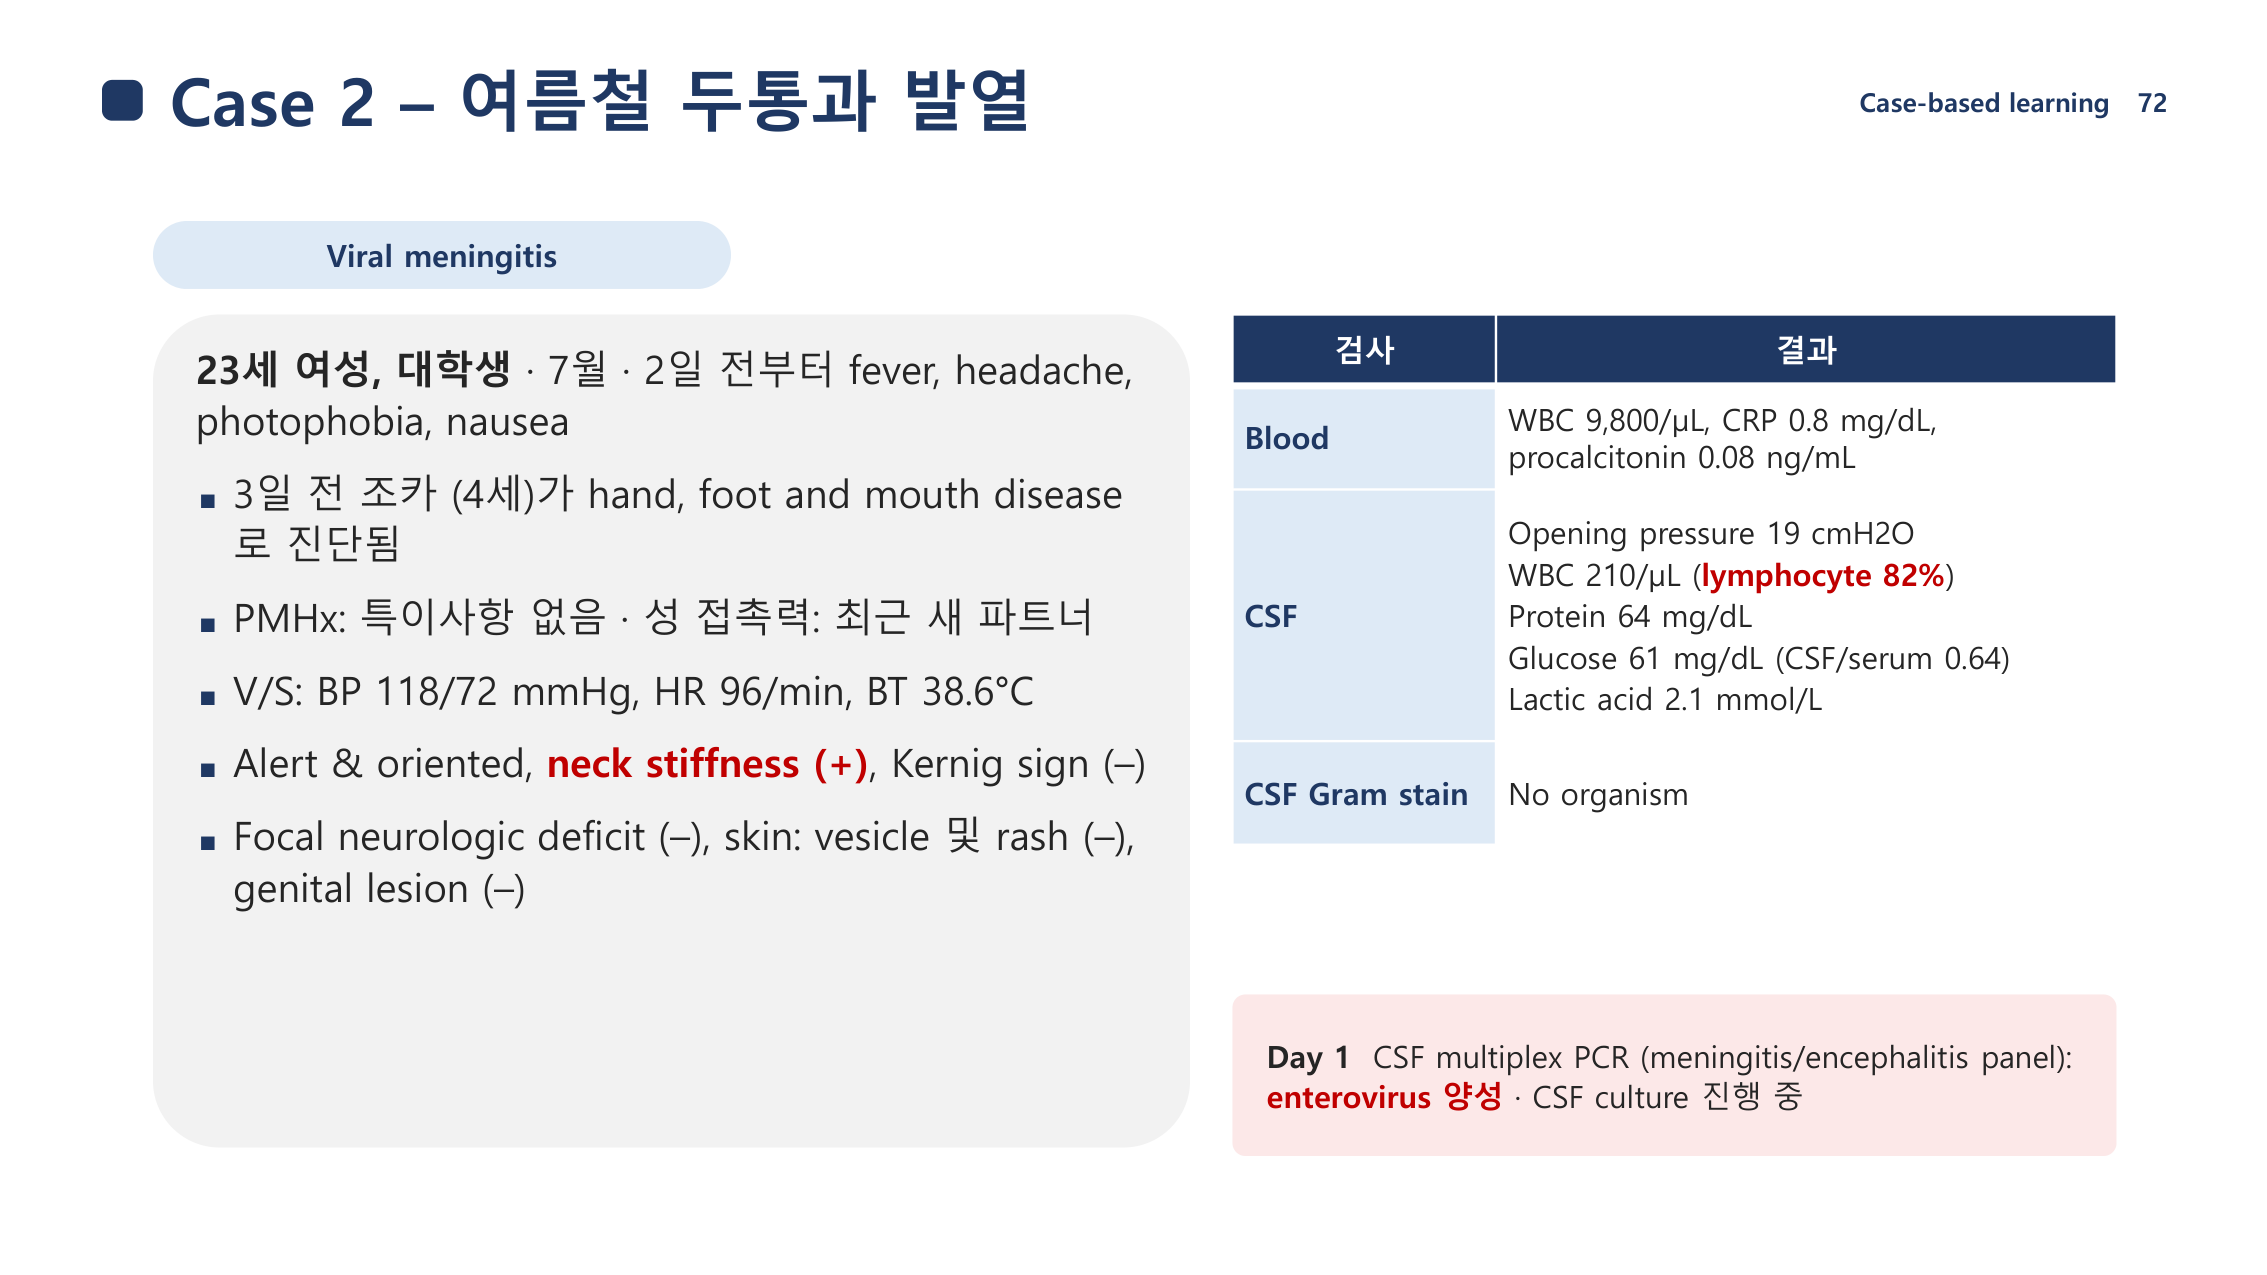 Case 2 – 여름철 두통과 발열
Case-based learning 72
Viral meningitis
23세 여성, 대학생 · 7월 · 2일 전부터 fever, headache,
photophobia, nausea
▪ 3일 전 조카 (4세)가 hand, foot and mouth disease
로 진단됨
▪ PMHx: 특이사항 없음 · 성 접촉력: 최근 새 파트너
▪ V/S: BP 118/72 mmHg, HR 96/min, BT 38.6°C
▪ Alert & oriented, neck stiffness (+), Kernig sign (–)
▪ Focal neurologic deficit (–), skin: vesicle 및 rash (–),
genital lesion (–)
검사 결과
Blood
WBC 9,800/μL, CRP 0.8 mg/dL,
procalcitonin 0.08 ng/mL
CSF
Opening pressure 19 cmH2O
WBC 210/μL (lymphocyte 82%)
Protein 64 mg/dL
Glucose 61 mg/dL (CSF/serum 0.64)
Lactic acid 2.1 mmol/L
CSF Gram stain No organism
Day 1 CSF multiplex PCR (meningitis/encephalitis panel):
enterovirus 양성 · CSF culture 진행 중